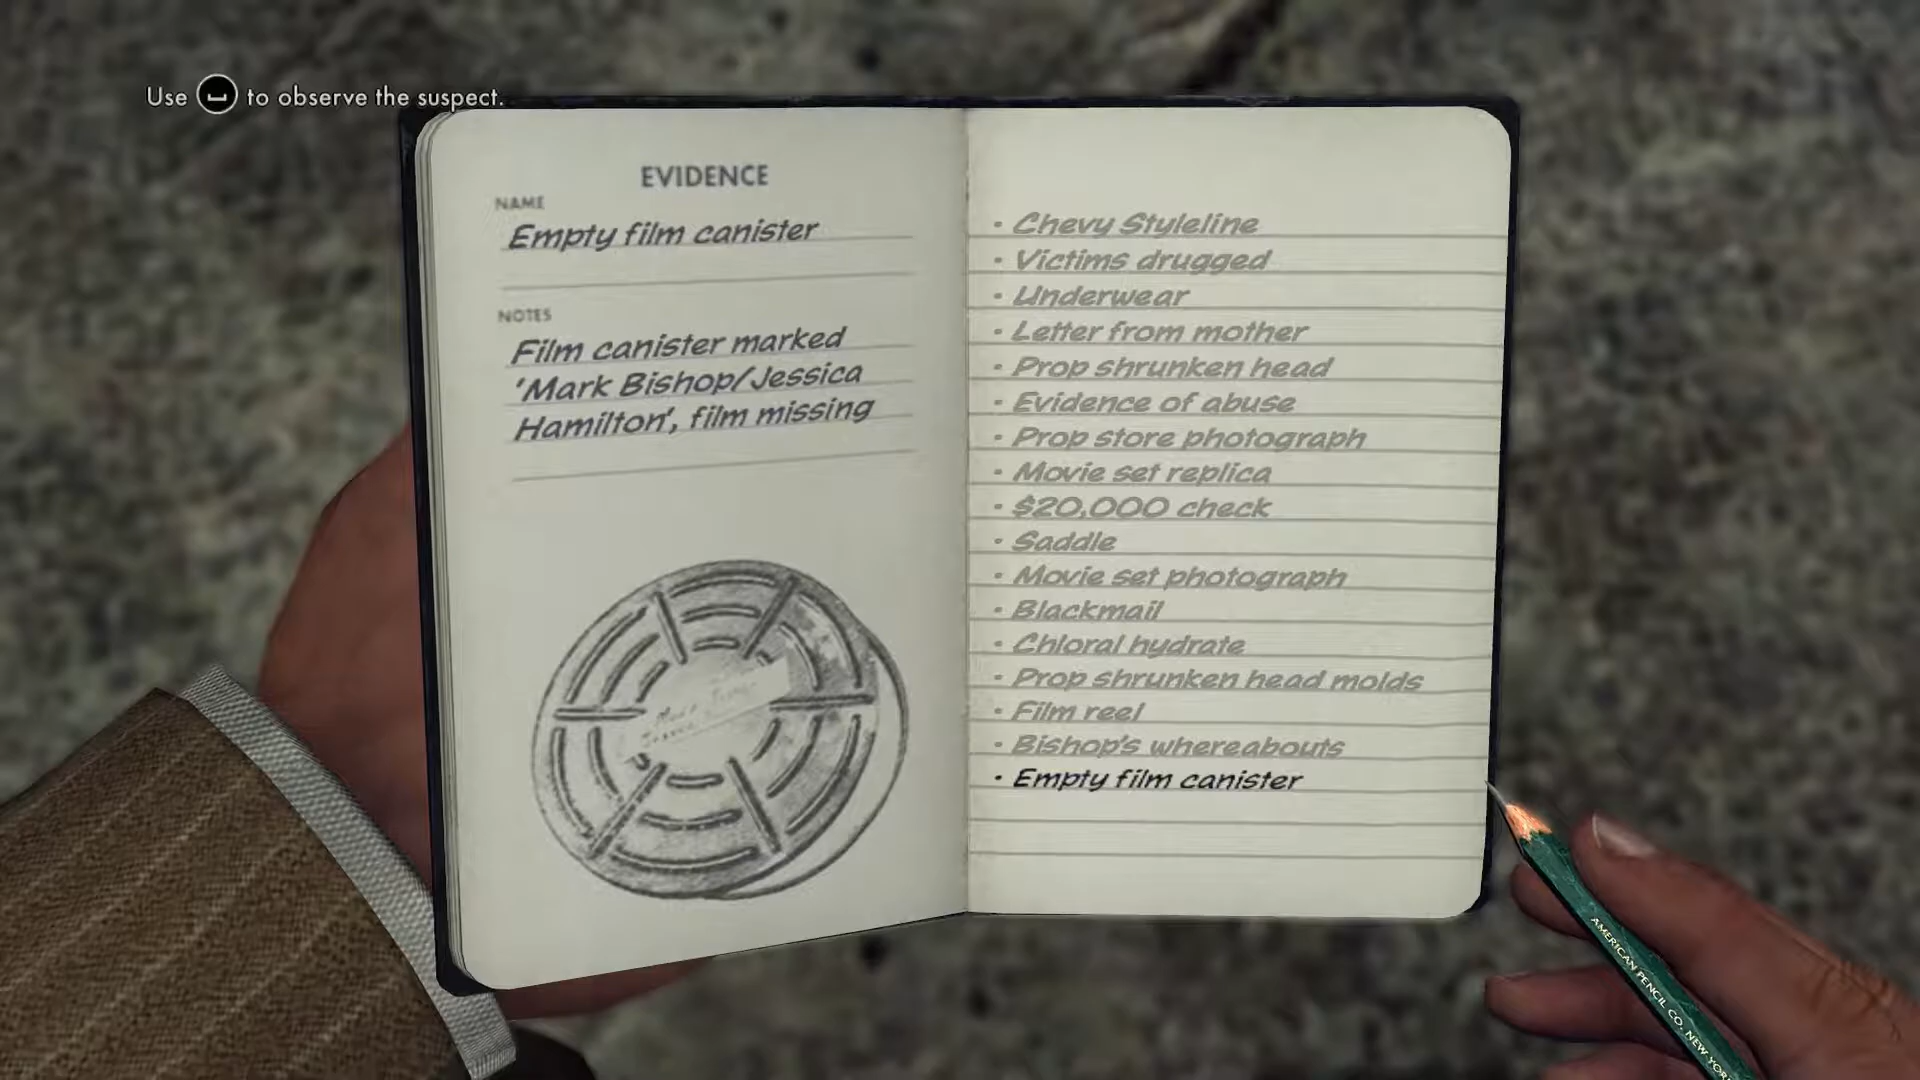 Use to observe the suspect.
EVIDENCE
NAME
Empty film canister
NOTES
Film canister marked
'Mark Bishop/Jessica
Hamilton', film missing
• Chevy Styleline
• Victims drugged
• Underwear
• Letter from mother
• Prop shrunken head
• Evidence of abuse
• Prop store photograph
• Movie set replica
• $20,000 check
• Saddle
• Movie set photograph
• Blackmail
• Chloral hydrate
• Prop shrunken head molds
• Film reel
• Bishop's whereabouts
• Empty film canister
AMERICAN PENCIL CO. NEW YORK